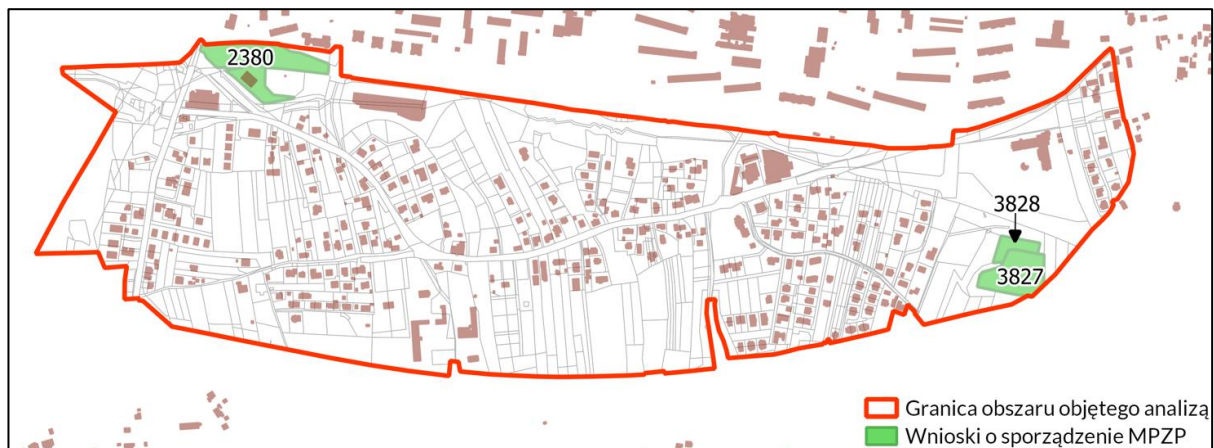 2380
3828
3827
Granica obszaru objętego analizą
Wnioski o sporządzenie MPZP